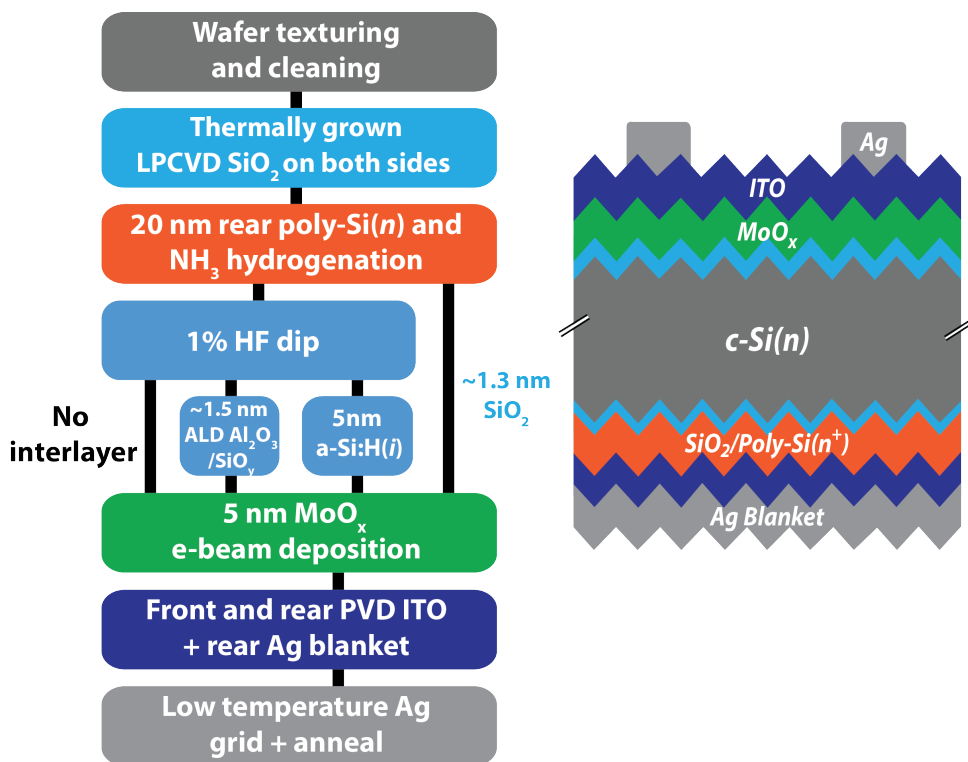 Wafer texturing
and cleaning
Thermally grown
LPCVD SiO₂ on both sides
20 nm rear poly-Si(n) and
NH₃ hydrogenation
1% HF dip
No
interlayer
~1.5 nm
ALD Al₂O₃
/SiOᵧ
5nm
a-Si:H(i)
~1.3 nm
SiO₂
5 nm MoOₓ
e-beam deposition
Front and rear PVD ITO
+ rear Ag blanket
Low temperature Ag
grid + anneal
Ag
ITO
MoOₓ
c-Si(n)
SiO₂/Poly-Si(n⁺)
Ag Blanket